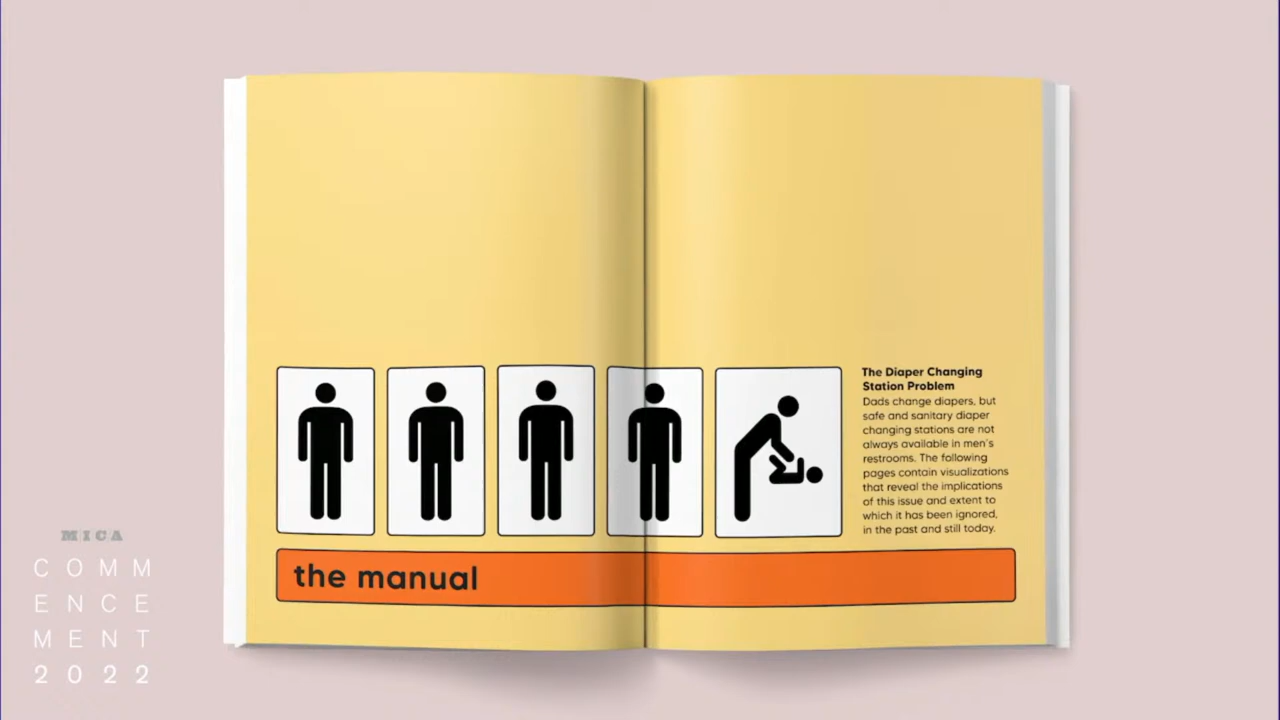 The Diaper Changing
Station Problem
Dads change diapers, but
safe and sanitary diaper
changing stations are not
always available in men's
restrooms. The following
pages contain visualizations
that reveal the implications
of this issue and extent to
which it has been ignored,
in the past and still today.
the manual
MICA
COMM
ENCE
MENT
2022